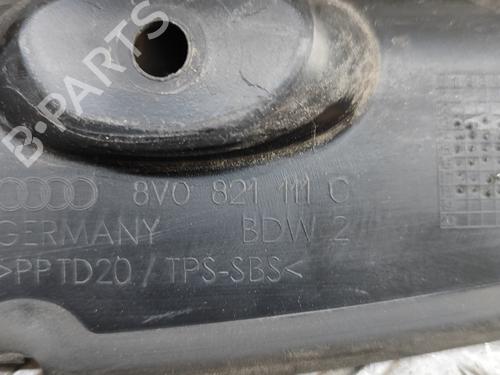 B-PARTS
8V0 821 111 C
GERMANY BDW 2
>PPTD20/TPS-SBS<